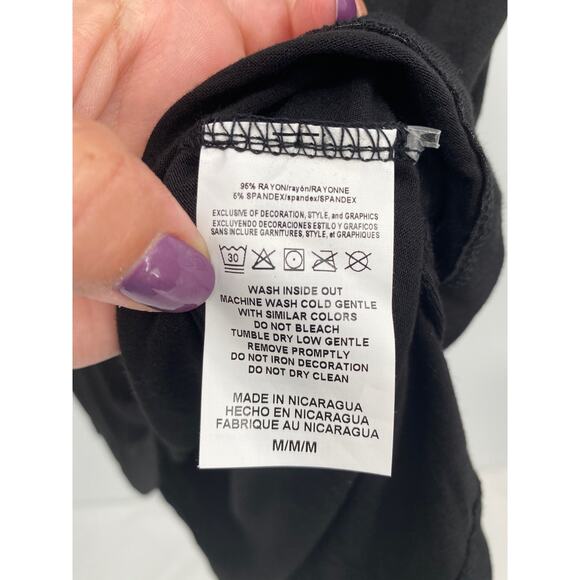 95% RAYON/rayón/RAYONNE
5% SPANDEX/spandex/SPANDEX
EXCLUSIVE OF DECORATION, STYLE, and GRAPHICS
EXCLUYENDO DECORACIONES ESTILO Y GRAFICOS
SANS INCLURE GARNITURES, STYLE, et GRAPHIQUES
30
WASH INSIDE OUT
MACHINE WASH COLD GENTLE
WITH SIMILAR COLORS
DO NOT BLEACH
TUMBLE DRY LOW GENTLE
REMOVE PROMPTLY
DO NOT IRON DECORATION
DO NOT DRY CLEAN
MADE IN NICARAGUA
HECHO EN NICARAGUA
FABRIQUE AU NICARAGUA
M/M/M